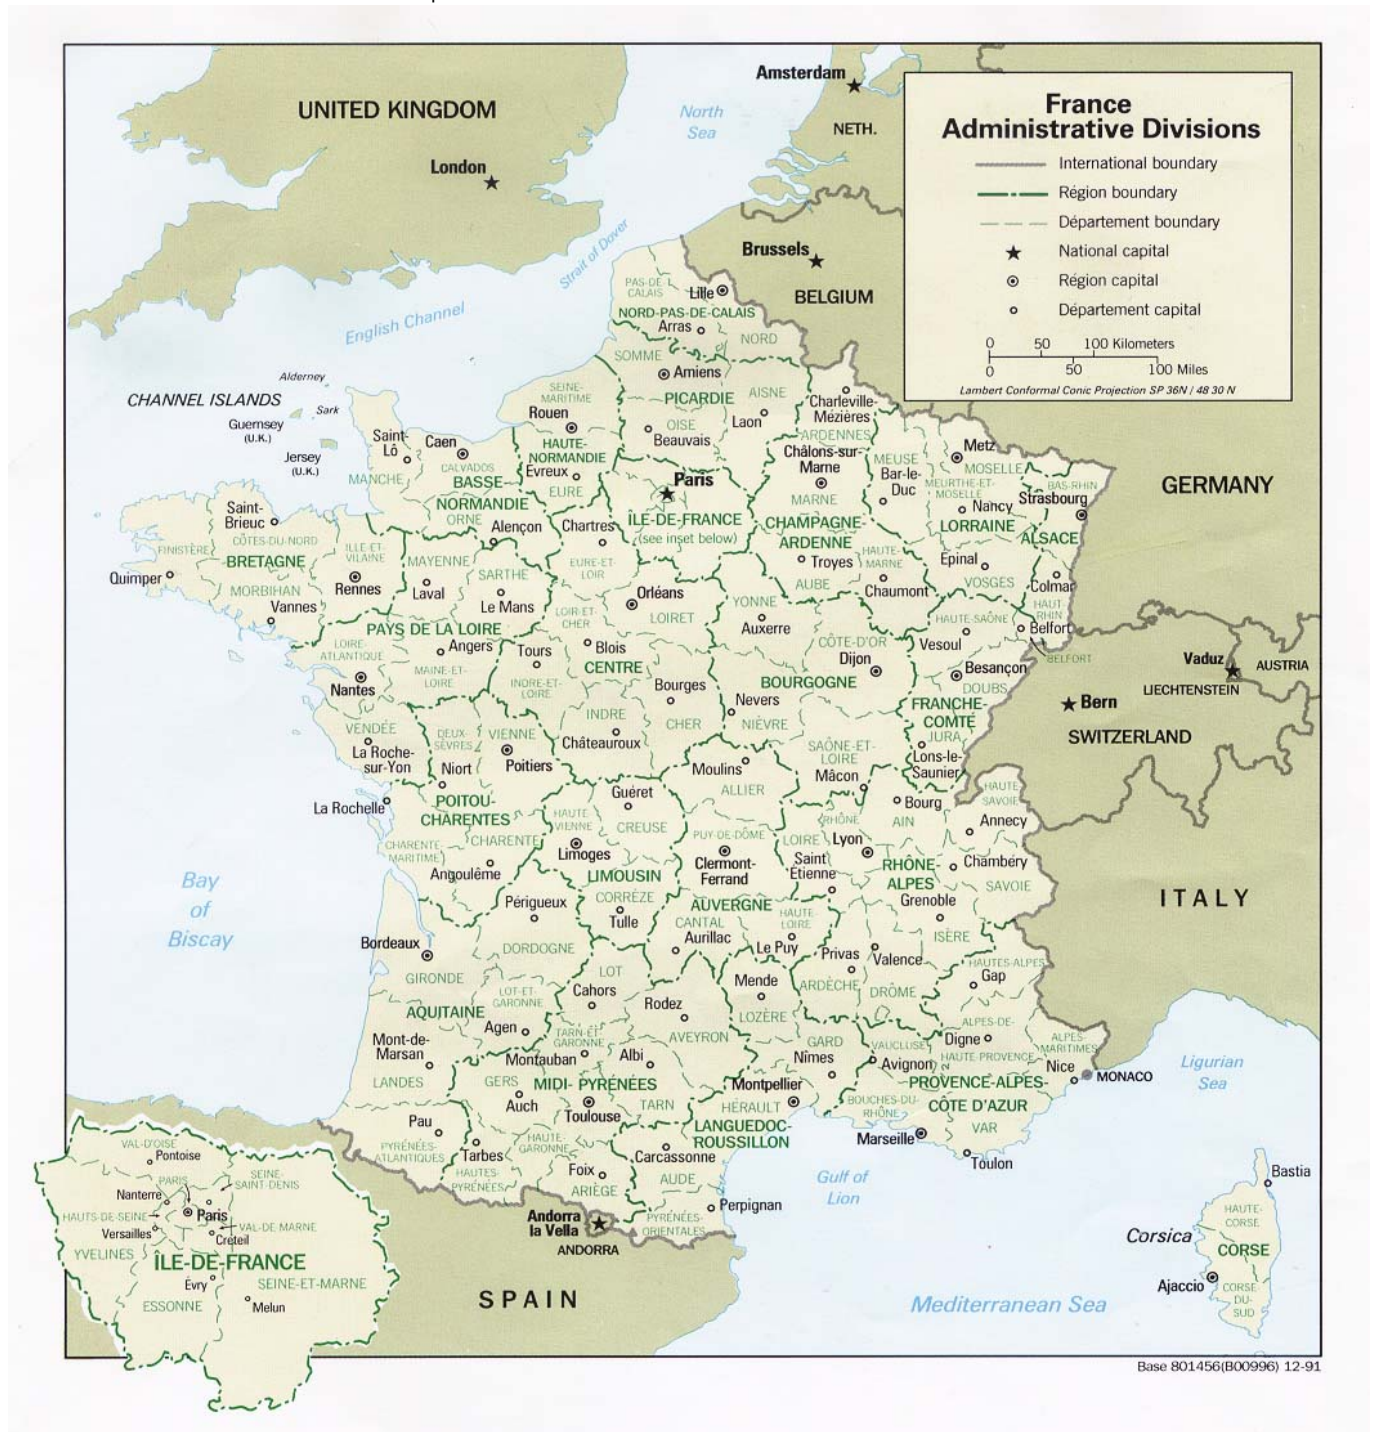 UNITED KINGDOM
London
North
Sea
Amsterdam
NETH.
France
Administrative Divisions
International boundary
Région boundary
Département boundary
National capital
Région capital
Département capital
0 50 100 Kilometers
0 50 100 Miles
Lambert Conformal Conic Projection SP 36N / 48 30 N
Strait of Dover
English Channel
Brussels
BELGIUM
PAS-DE-
CALAIS
Lille
NORD-PAS-DE-CALAIS
Arras
NORD
SOMME
Amiens
PICARDIE
AISNE
OISE
Beauvais
Laon
Alderney
CHANNEL ISLANDS
Sark
Guernsey
(U.K.)
Jersey
(U.K.)
SEINE-
MARITIME
Rouen
HAUTE-
NORMANDIE
Évreux
EURE
Saint-
Lô
Caen
MANCHE
CALVADOS
BASSE
NORMANDIE
ORNE
Alençon
Charleville-
Mézières
ARDENNES
Châlons-sur-
Marne
MARNE
CHAMPAGNE-
ARDENNE
Troyes
AUBE
HAUTE-
MARNE
Chaumont
MEUSE
Bar-le-
Duc
Metz
MOSELLE
MEURTHE-ET-
MOSELLE
Nancy
LORRAINE
Epinal
VOSGES
BAS-RHIN
Strasbourg
ALSACE
Colmar
HAUT
RHIN
Belfort
BELFORT
GERMANY
Paris
ÎLE-DE-FRANCE
(see inset below)
Saint-
Brieuc
CÔTES-DU-NORD
FINISTÈRE
BRETAGNE
Quimper
MORBIHAN
Vannes
ILLE-ET-
VILAINE
Rennes
MAYENNE
Laval
SARTHE
Le Mans
PAYS DE LA LOIRE
LOIRE-
ATLANTIQUE
Angers
MAINE-ET-
LOIRE
Nantes
VENDÉE
La Roche-
sur-Yon
Chartres
EURE-ET-
LOIR
Orléans
LOIRET
LOIR-ET-
CHER
Blois
Tours
CENTRE
INDRE-ET-
LOIRE
Bourges
INDRE
CHER
Châteauroux
YONNE
Auxerre
CÔTE-D'OR
Dijon
BOURGOGNE
Nevers
NIÈVRE
SAÔNE-ET-
LOIRE
Mâcon
HAUTE-SAÔNE
Vesoul
Besançon
DOUBS
FRANCHE-
COMTÉ
JURA
Lons-le-
Saunier
Vaduz
AUSTRIA
LIECHTENSTEIN
Bern
SWITZERLAND
DEUX-
SÈVRES
VIENNE
Niort
Poitiers
La Rochelle
POITOU-
CHARENTES
CHARENTE
CHARENTE
MARITIME
Angoulême
Guéret
HAUTE
VIENNE
CREUSE
Limoges
LIMOUSIN
CORRÈZE
Tulle
Moulins
ALLIER
PUY-DE-DÔME
Clermont-
Ferrand
AUVERGNE
CANTAL
Aurillac
HAUTE
LOIRE
Le Puy
Bourg
AIN
HAUTE
SAVOIE
Annecy
RHÔNE
LOIRE
Lyon
Saint
Étienne
RHÔNE-
ALPES
Chambéry
SAVOIE
Grenoble
ISÈRE
Privas
Valence
ARDÈCHE
DRÔME
ITALY
Bay
of
Biscay
Périgueux
DORDOGNE
Bordeaux
GIRONDE
LOT-ET-
GARONNE
AQUITAINE
Agen
Mont-de-
Marsan
LANDES
Pau
PYRÉNÉES-
ATLANTIQUES
LOT
Cahors
Rodez
AVEYRON
TARN-ET-
GARONNE
Montauban
Albi
GERS
MIDI- PYRÉNÉES
Auch
Toulouse
TARN
HAUTE-
GARONNE
Tarbes
HAUTES-
PYRÉNÉES
Foix
ARIÈGE
Mende
LOZÈRE
GARD
Nîmes
Montpellier
HÉRAULT
LANGUEDOC-
ROUSSILLON
Carcassonne
AUDE
Perpignan
PYRÉNÉES-
ORIENTALES
HAUTES-ALPES
Gap
ALPES-DE-
Digne
HAUTE-PROVENCE
VAUCLUSE
Avignon
ALPES-
MARITIMES
Nice
MONACO
PROVENCE-ALPES-
CÔTE D'AZUR
BOUCHES-DU-
RHÔNE
VAR
Marseille
Toulon
Ligurian
Sea
Gulf of
Lion
Andorra
la Vella
ANDORRA
SPAIN
Mediterranean Sea
Bastia
HAUTE-
CORSE
Corsica
CORSE
Ajaccio
CORSE-
DU-
SUD
VAL-D'OISE
Pontoise
PARIS
SEINE-
SAINT-DENIS
Nanterre
HAUTS-DE-SEINE
Paris
VAL-DE MARNE
Versailles
Créteil
YVELINES
ÎLE-DE-FRANCE
Évry
SEINE-ET-MARNE
ESSONNE
Melun
Base 801456(B00996) 12-91